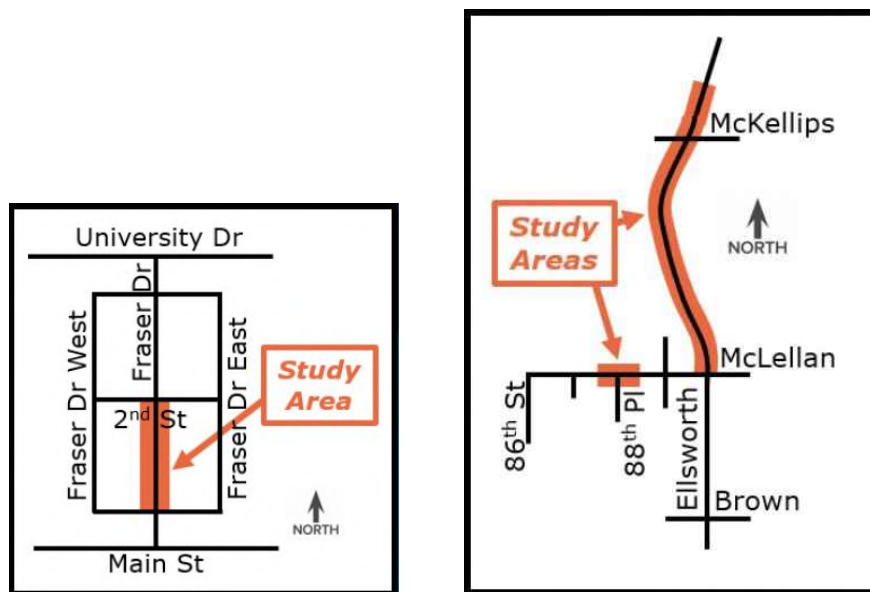 University Dr
Fraser Dr
Fraser Dr West
Fraser Dr East
2nd St
Study
Area
NORTH
Main St
McKellips
Study
Areas
NORTH
McLellan
86th St
88th Pl
Ellsworth
Brown